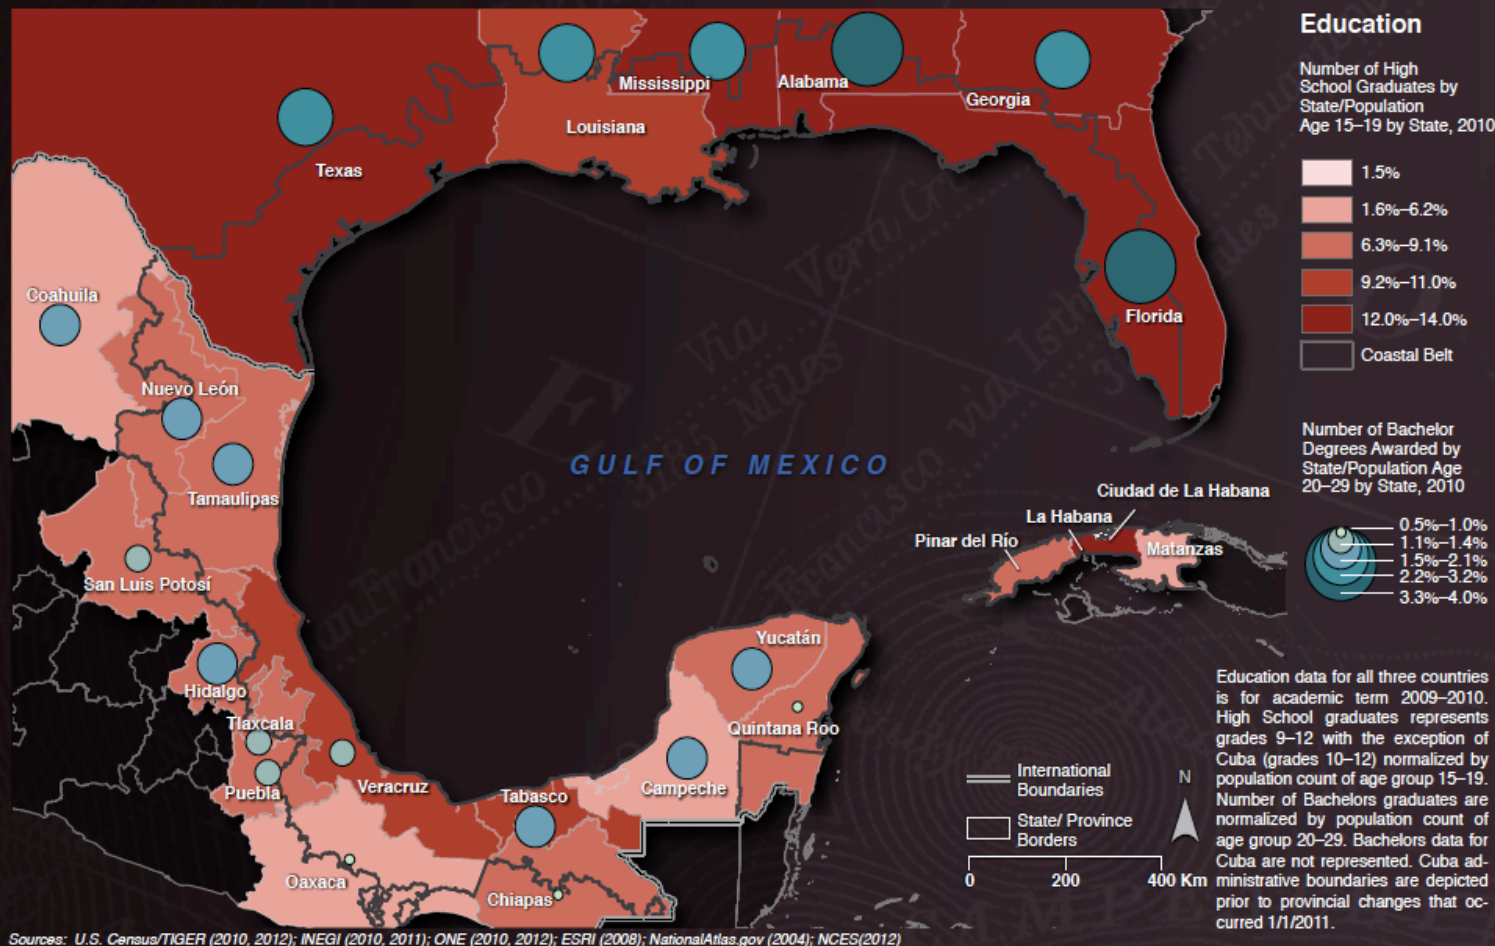 Education
Number of High
School Graduates by
State/Population
Age 15–19 by State, 2010
1.5%
1.6%–6.2%
6.3%–9.1%
9.2%–11.0%
12.0%–14.0%
Coastal Belt
Number of Bachelor
Degrees Awarded by
State/Population Age
20–29 by State, 2010
0.5%–1.0%
1.1%–1.4%
1.5%–2.1%
2.2%–3.2%
3.3%–4.0%
Mississippi
Alabama
Georgia
Louisiana
Texas
Florida
Coahuila
Nuevo León
Tamaulipas
San Luis Potosí
GULF OF MEXICO
Ciudad de La Habana
La Habana
Pinar del Río
Matanzas
Hidalgo
Tlaxcala
Puebla
Veracruz
Tabasco
Oaxaca
Chiapas
Yucatán
Quintana Roo
Campeche
International
Boundaries
State/ Province
Borders
N
0 200 400 Km
Education data for all three countries
is for academic term 2009–2010.
High School graduates represents
grades 9–12 with the exception of
Cuba (grades 10–12) normalized by
population count of age group 15–19.
Number of Bachelors graduates are
normalized by population count of
age group 20–29. Bachelors data for
Cuba are not represented. Cuba ad-
ministrative boundaries are depicted
prior to provincial changes that oc-
curred 1/1/2011.
Sources: U.S. Census/TIGER (2010, 2012); INEGI (2010, 2011); ONE (2010, 2012); ESRI (2008); NationalAtlas.gov (2004); NCES(2012)